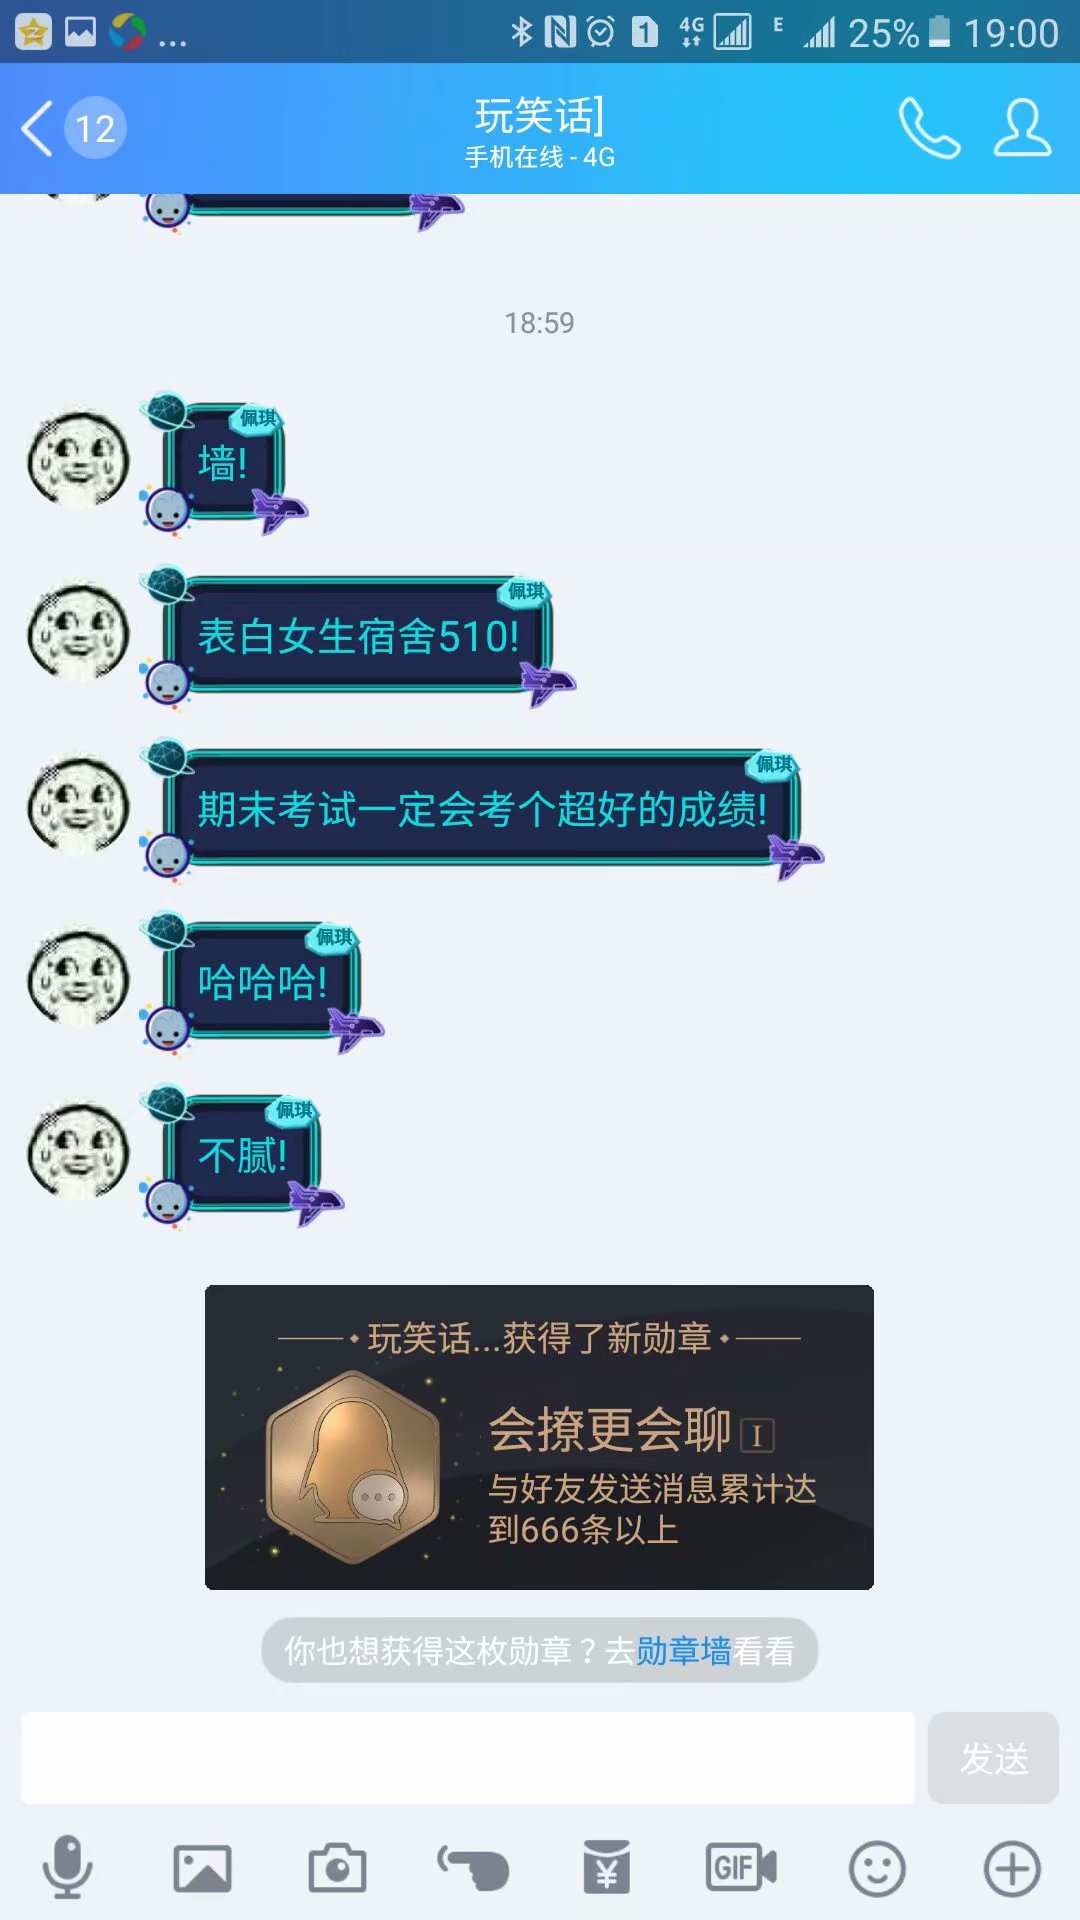 4G 1 E 25% 19:00
12
玩笑话]
手机在线 - 4G
18:59
佩琪
墙!
佩琪
表白女生宿舍510!
佩琪
期末考试一定会考个超好的成绩!
佩琪
哈哈哈!
佩琪
不腻!
玩笑话...获得了新勋章
会撩更会聊 I
与好友发送消息累计达
到666条以上
你也想获得这枚勋章？去勋章墙看看
发送
GIF